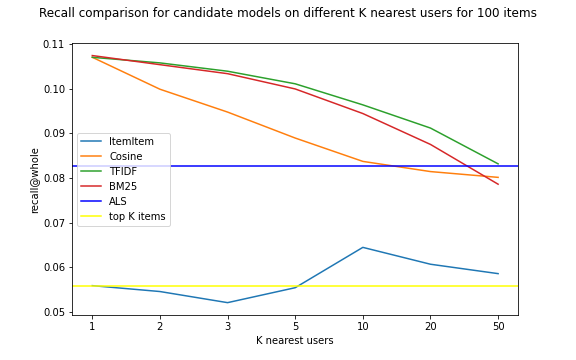 Recall comparison for candidate models on different K nearest users for 100 items
0.11
0.10
0.09
0.08
0.07
0.06
0.05
recall@whole
ItemItem
Cosine
TFIDF
BM25
ALS
top K items
1 2 3 5 10 20 50
K nearest users